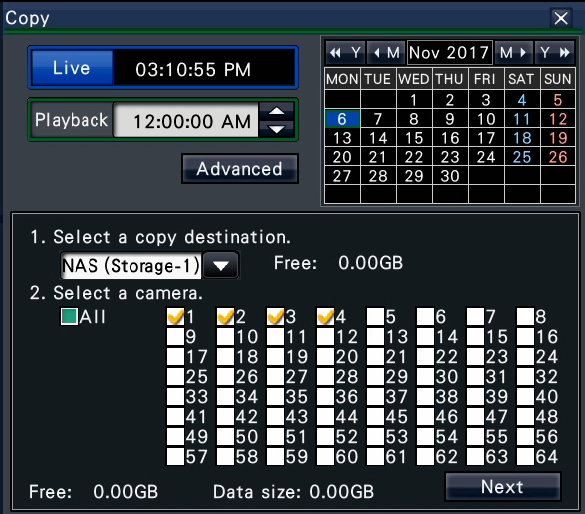 Copy
Live 03:10:55 PM
Playback 12:00:00 AM
Advanced
Y M Nov 2017 M Y
MON TUE WED THU FRI SAT SUN
1 2 3 4 5
6 7 8 9 10 11 12
13 14 15 16 17 18 19
20 21 22 23 24 25 26
27 28 29 30
1. Select a copy destination.
NAS (Storage-1) Free: 0.00GB
2. Select a camera.
All 1 2 3 4 5 6 7 8
9 10 11 12 13 14 15 16
17 18 19 20 21 22 23 24
25 26 27 28 29 30 31 32
33 34 35 36 37 38 39 40
41 42 43 44 45 46 47 48
49 50 51 52 53 54 55 56
57 58 59 60 61 62 63 64
Free: 0.00GB Data size: 0.00GB Next